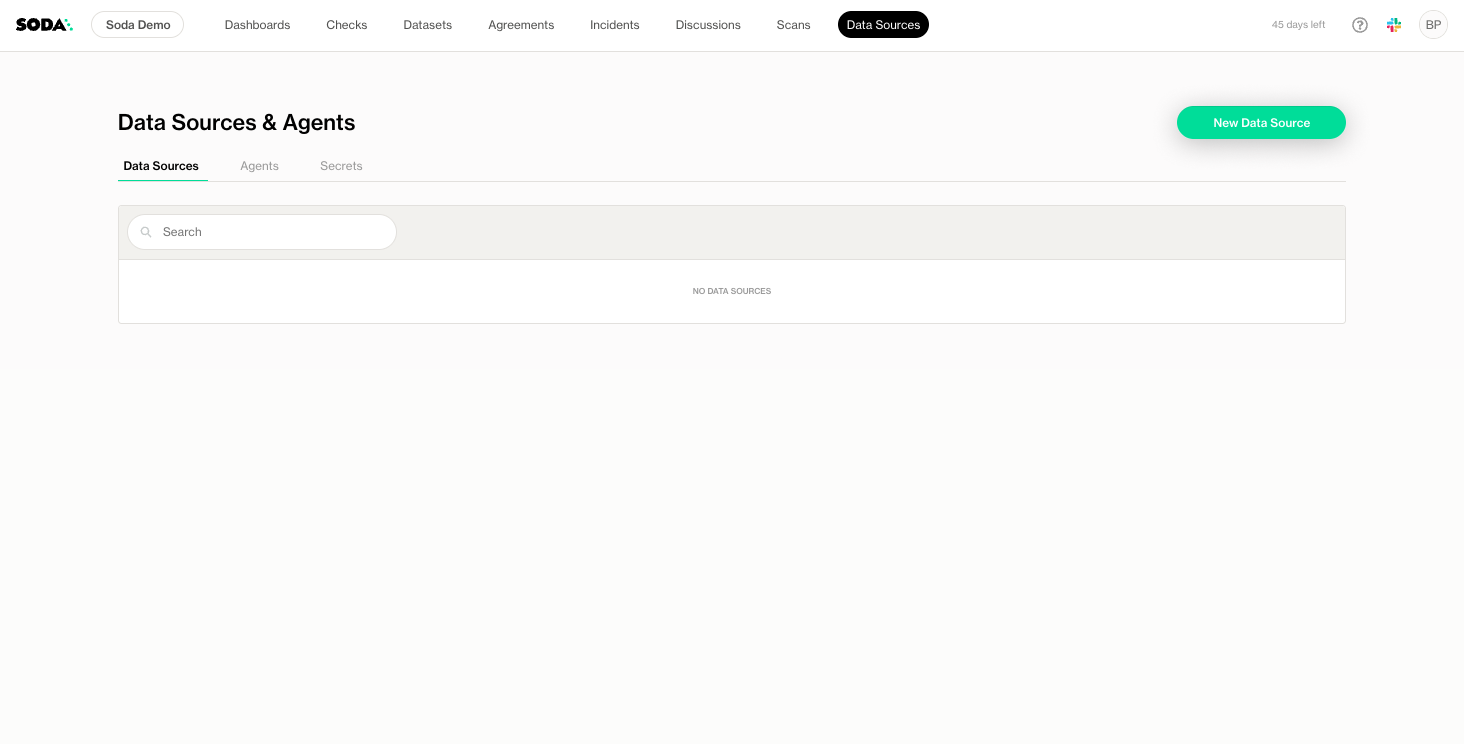 SODA Soda Demo Dashboards Checks Datasets Agreements Incidents Discussions Scans Data Sources 45 days left ? BP
Data Sources & Agents New Data Source
Data Sources Agents Secrets
Search
NO DATA SOURCES